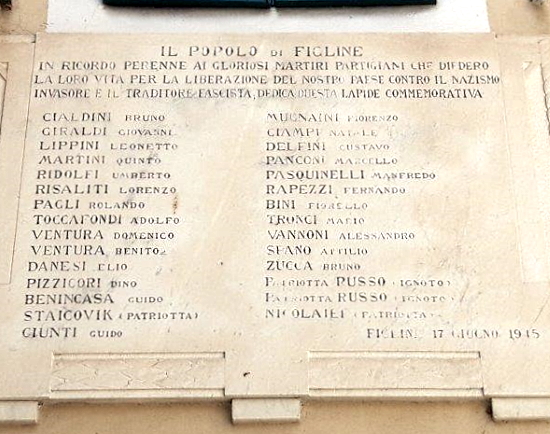 IL POPOLO DI FIGLINE
IN RICORDO PERENNE AI GLORIOSI MARTIRI PARTIGIANI CHE DIEDERO
LA LORO VITA PER LA LIBERAZIONE DEL NOSTRO PAESE CONTRO IL NAZISMO
INVASORE E IL TRADITORE FASCISTA, DEDICA QUESTA LAPIDE COMMEMORATIVA
CIALDINI BRUNO
GIRALDI GIOVANNI
LIPPINI LEONETTO
MARTINI QUINTO
RIDOLFI UMBERTO
RISALITI LORENZO
PAGLI ROLANDO
TOCCAFONDI ADOLFO
VENTURA DOMENICO
VENTURA BENITO
DANESI ELIO
PIZZICORI DINO
BENINCASA GUIDO
STAICOVIK (PATRIOTTA)
GIUNTI GUIDO
MUGNAINI FIORENZO
CIAMPI NATALE
DELFINI GUSTAVO
PANCONI MARCELLO
PASQUINELLI MANFREDO
RAPEZZI FERNANDO
BINI FIORELLO
TRONCI MARIO
VANNONI ALESSANDRO
SPANO ATTILIO
ZUCCA BRUNO
PATRIOTTA RUSSO (IGNOTO)
PATRIOTTA RUSSO (IGNOTO)
NICOLAIEF (PATRIOTTA)
FIGLINE 17 GIUGNO 1945